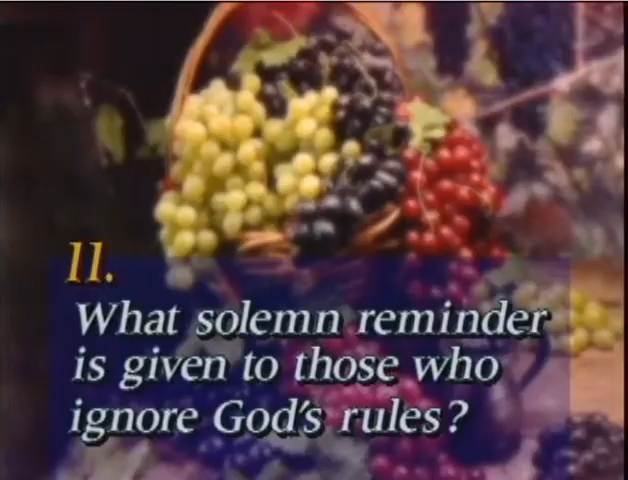 11.
What solemn reminder
is given to those who
ignore God's rules?